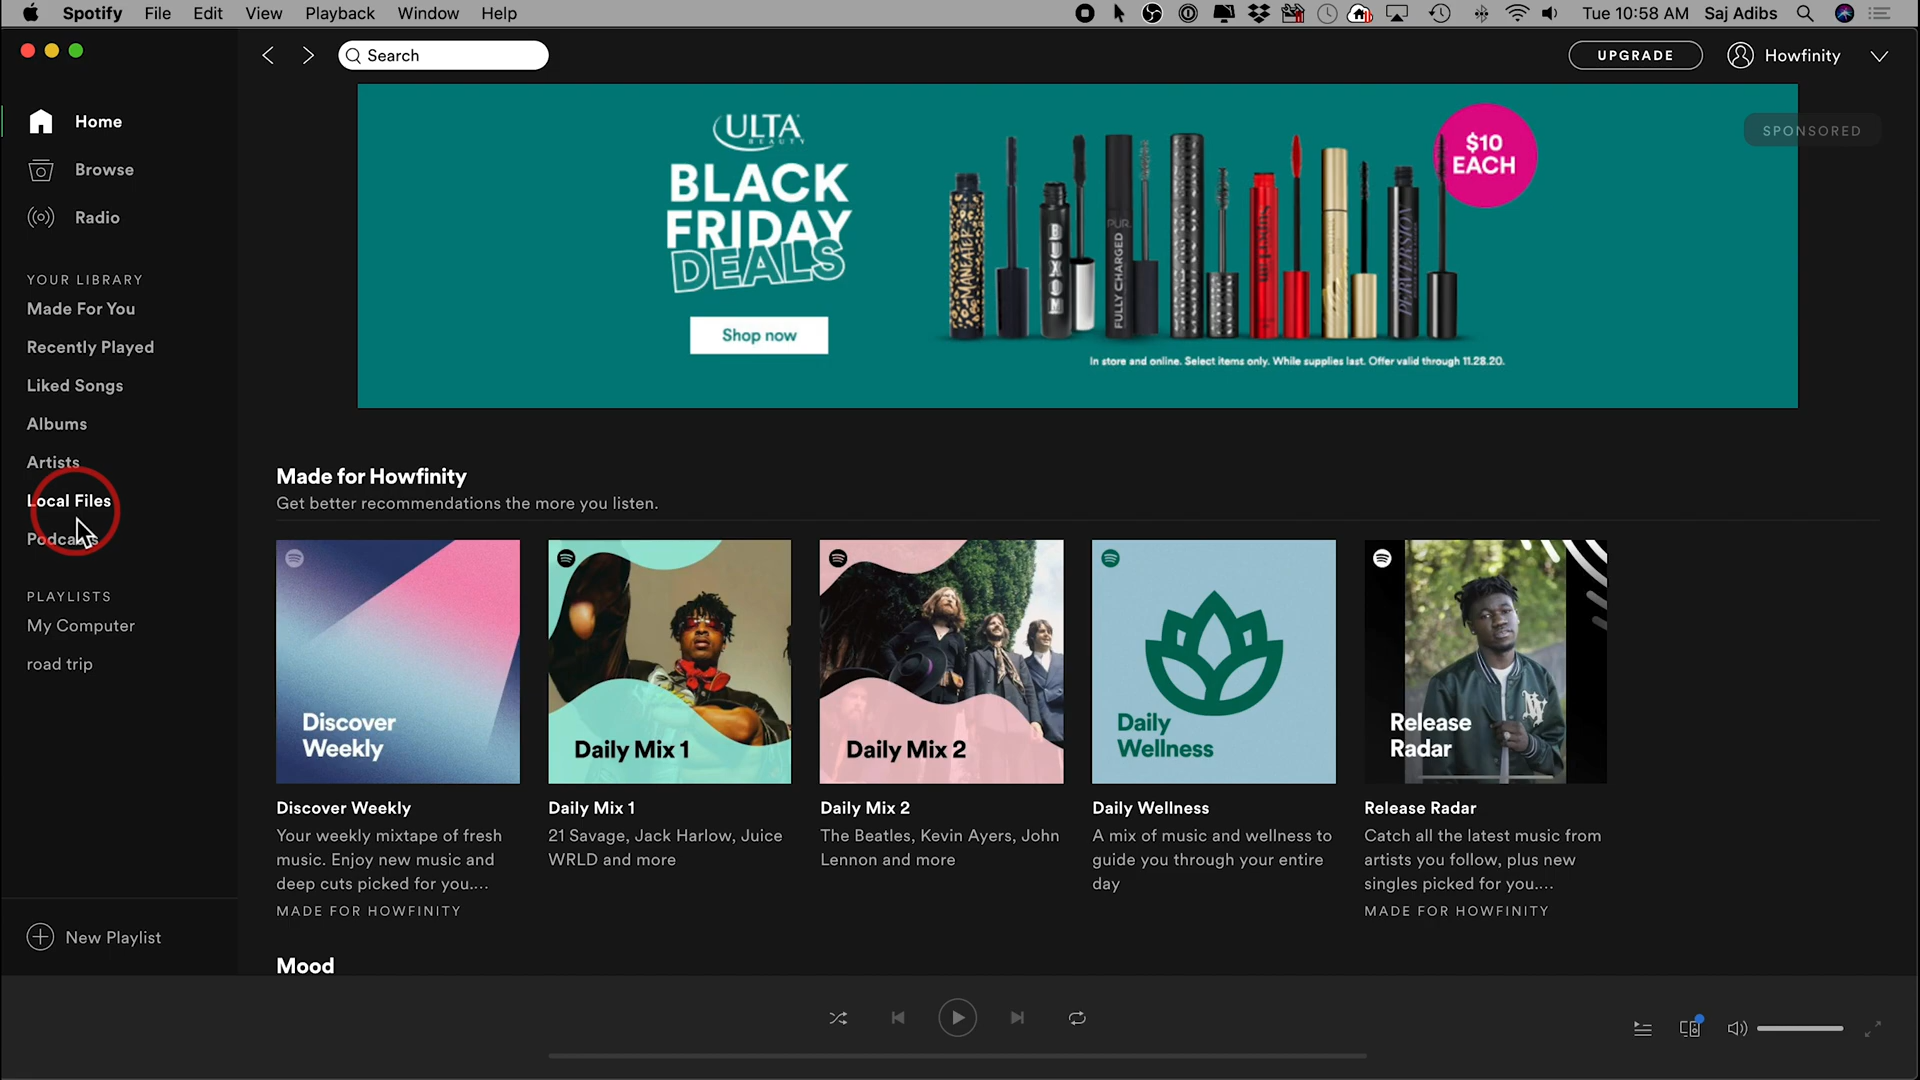 Spotify File Edit View Playback Window Help Tue 10:58 AM Saj Adibs
Search UPGRADE Howfinity
Home
Browse
Radio
YOUR LIBRARY
Made For You
Recently Played
Liked Songs
Albums
Artists
Local Files
Podcasts
PLAYLISTS
My Computer
road trip
New Playlist
SPONSORED
ULTA
BEAUTY
BLACK
FRIDAY
DEALS
Shop now
$10
EACH
MANEATER
BUXOM
PÜR
FULLY CHARGED
PERVERSION
In store and online. Select items only. While supplies last. Offer valid through 11.28.20.
Made for Howfinity
Get better recommendations the more you listen.
Discover
Weekly
Daily Mix 1
Daily Mix 2
Daily
Wellness
Release
Radar
Discover Weekly
Your weekly mixtape of fresh
music. Enjoy new music and
deep cuts picked for you....
MADE FOR HOWFINITY
Daily Mix 1
21 Savage, Jack Harlow, Juice
WRLD and more
Daily Mix 2
The Beatles, Kevin Ayers, John
Lennon and more
Daily Wellness
A mix of music and wellness to
guide you through your entire
day
Release Radar
Catch all the latest music from
artists you follow, plus new
singles picked for you....
MADE FOR HOWFINITY
Mood